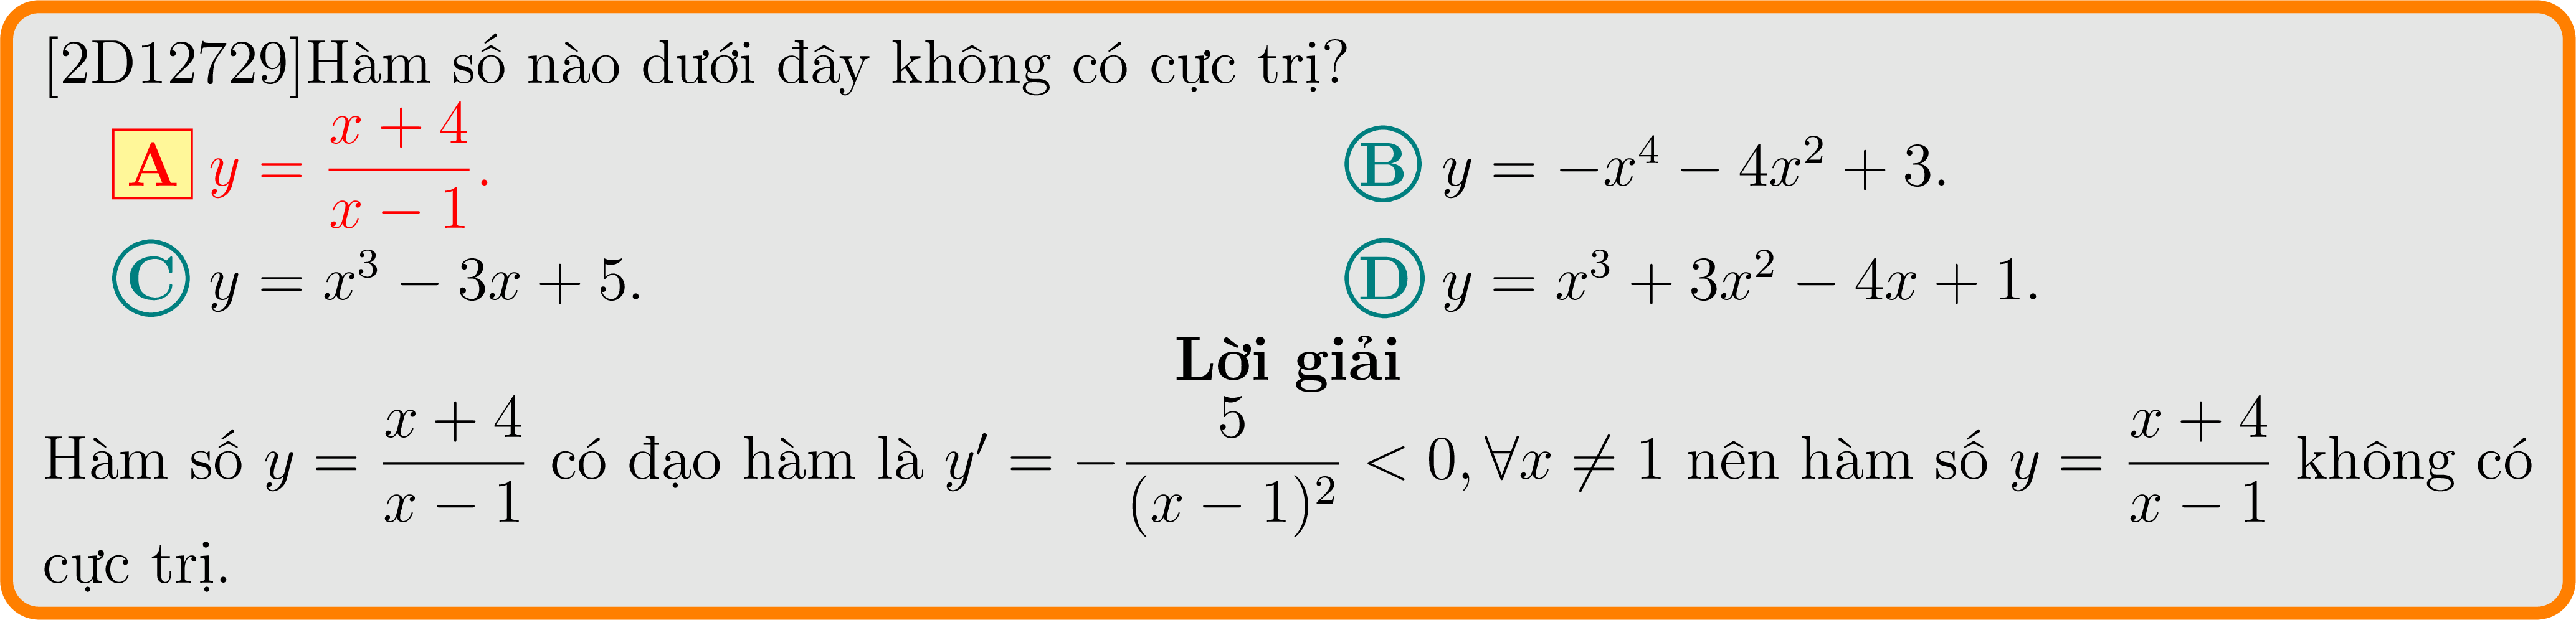 [2D12729]Hàm số nào dưới đây không có cực trị?
A y = \frac{x + 4}{x − 1}.
B y = −x^4 − 4x^2 + 3.
C y = x^3 − 3x + 5.
D y = x^3 + 3x^2 − 4x + 1.
Lời giải
Hàm số y = \frac{x + 4}{x − 1} có đạo hàm là y′ = −\frac{5}{(x − 1)^2} < 0, ∀x ≠ 1 nên hàm số y = \frac{x + 4}{x − 1} không có
cực trị.